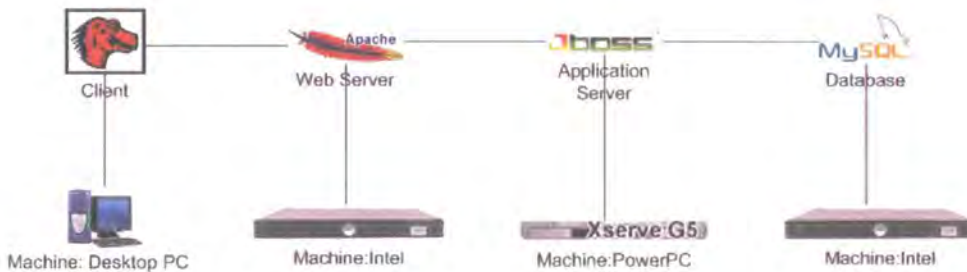 Client
Apache
Web Server
Jboss
Application
Server
MySQL
Database
Machine: Desktop PC
Machine:Intel
Xserve G5
Machine:PowerPC
Machine:Intel